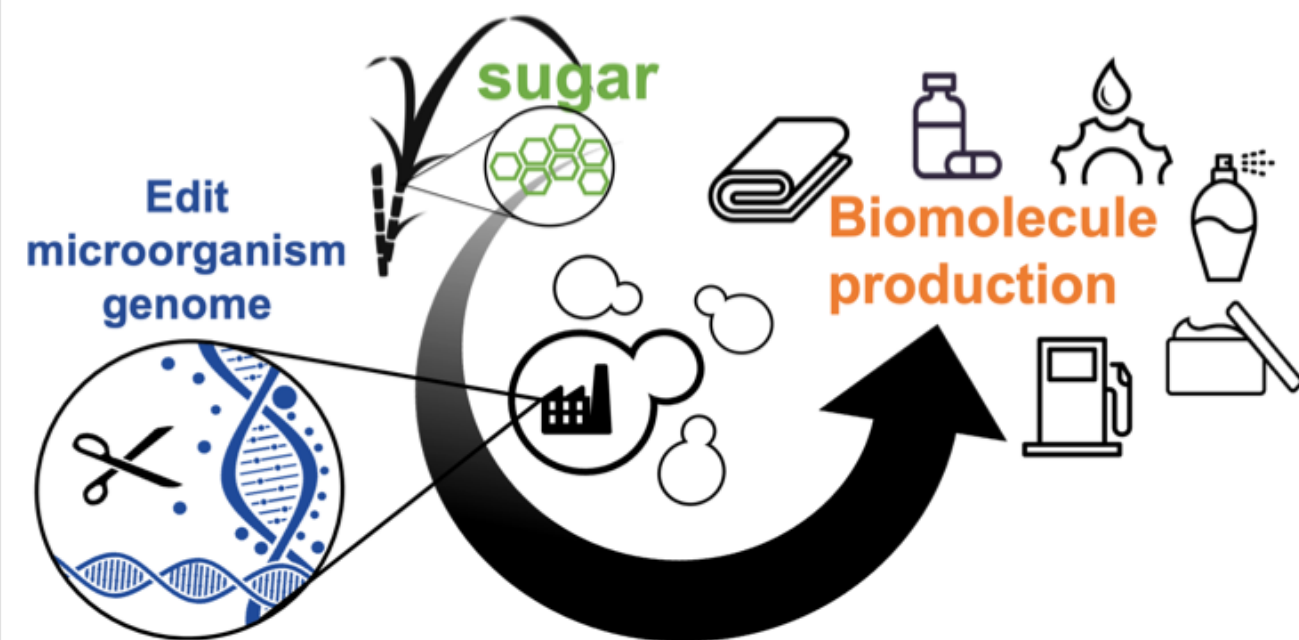 sugar
Edit
microorganism
genome
Biomolecule
production